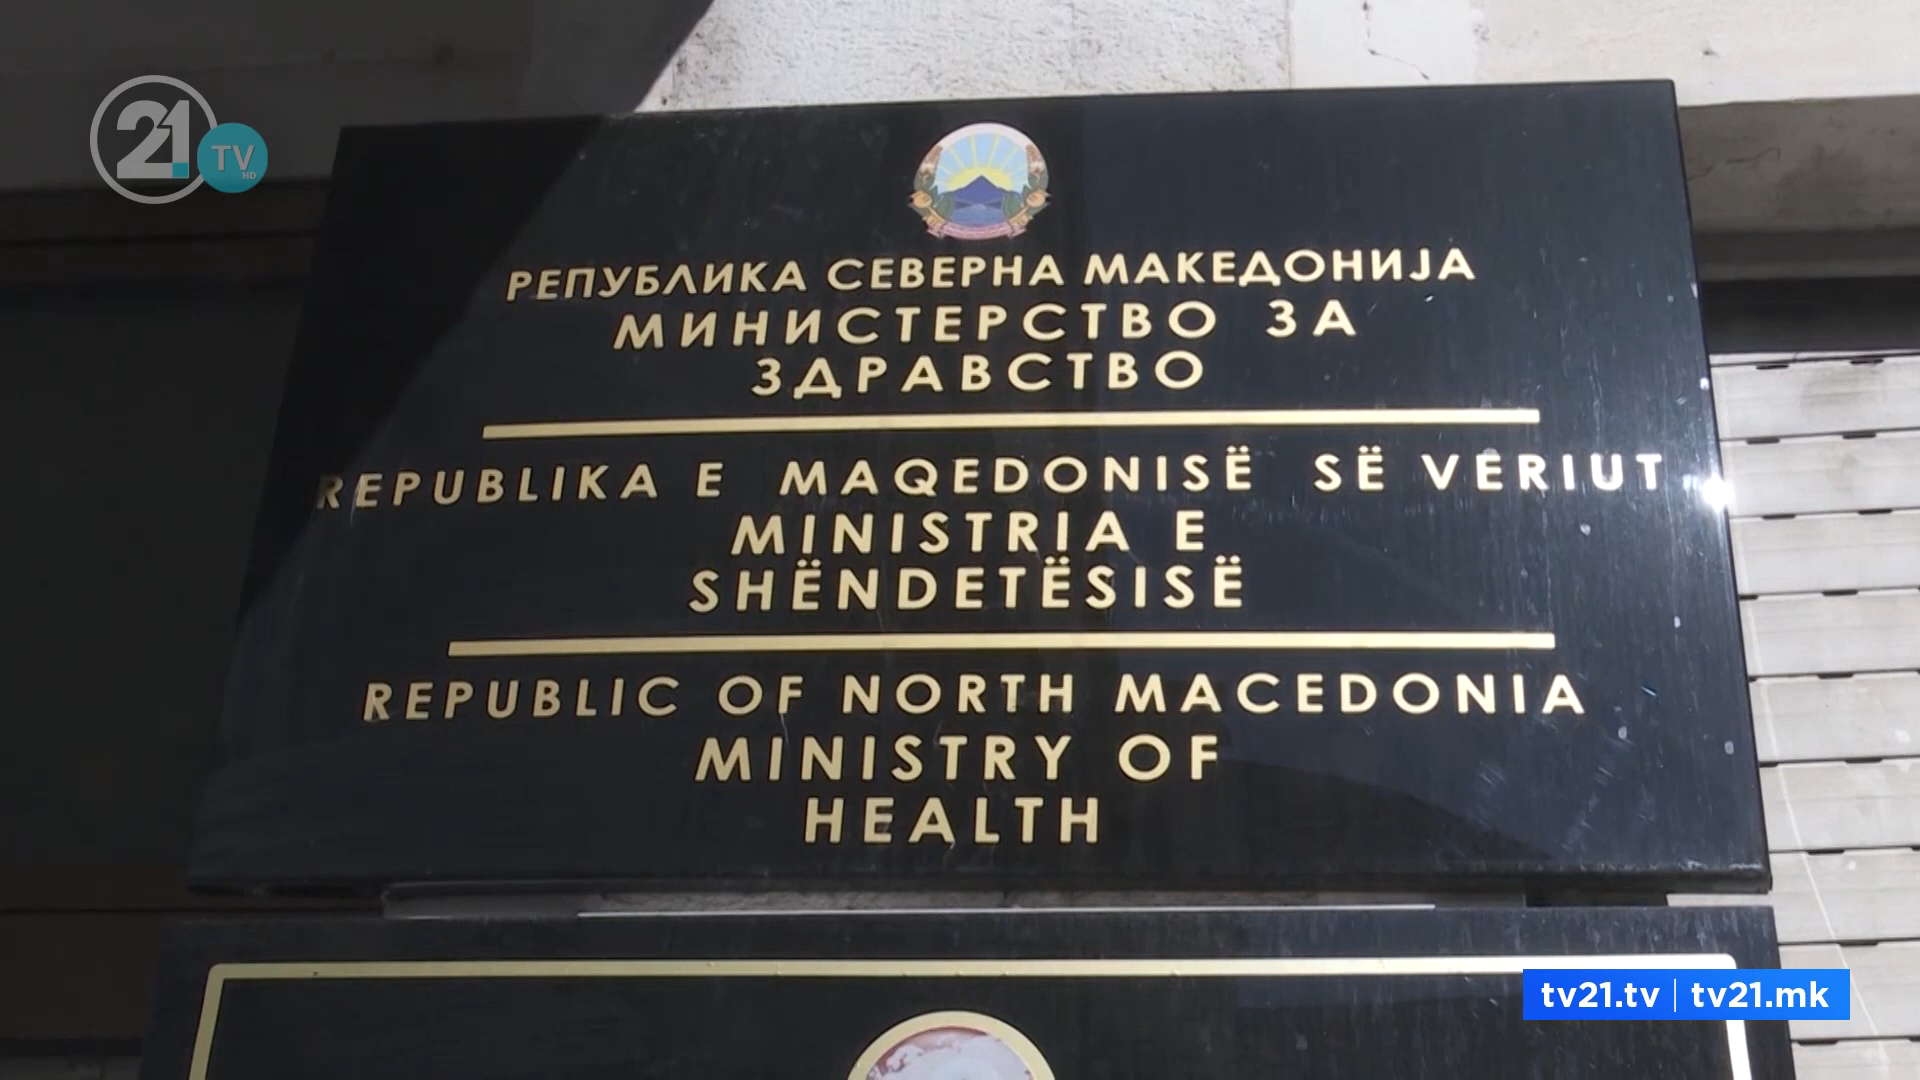 21 TV HD
РЕПУБЛИКА СЕВЕРНА МАКЕДОНИЈА
МИНИСТЕРСТВО ЗА
ЗДРАВСТВО
REPUBLIKA E MAQEDONISË SË VERIUT
MINISTRIA E
SHËNDETËSISË
REPUBLIC OF NORTH MACEDONIA
MINISTRY OF
HEALTH
tv21.tv | tv21.mk